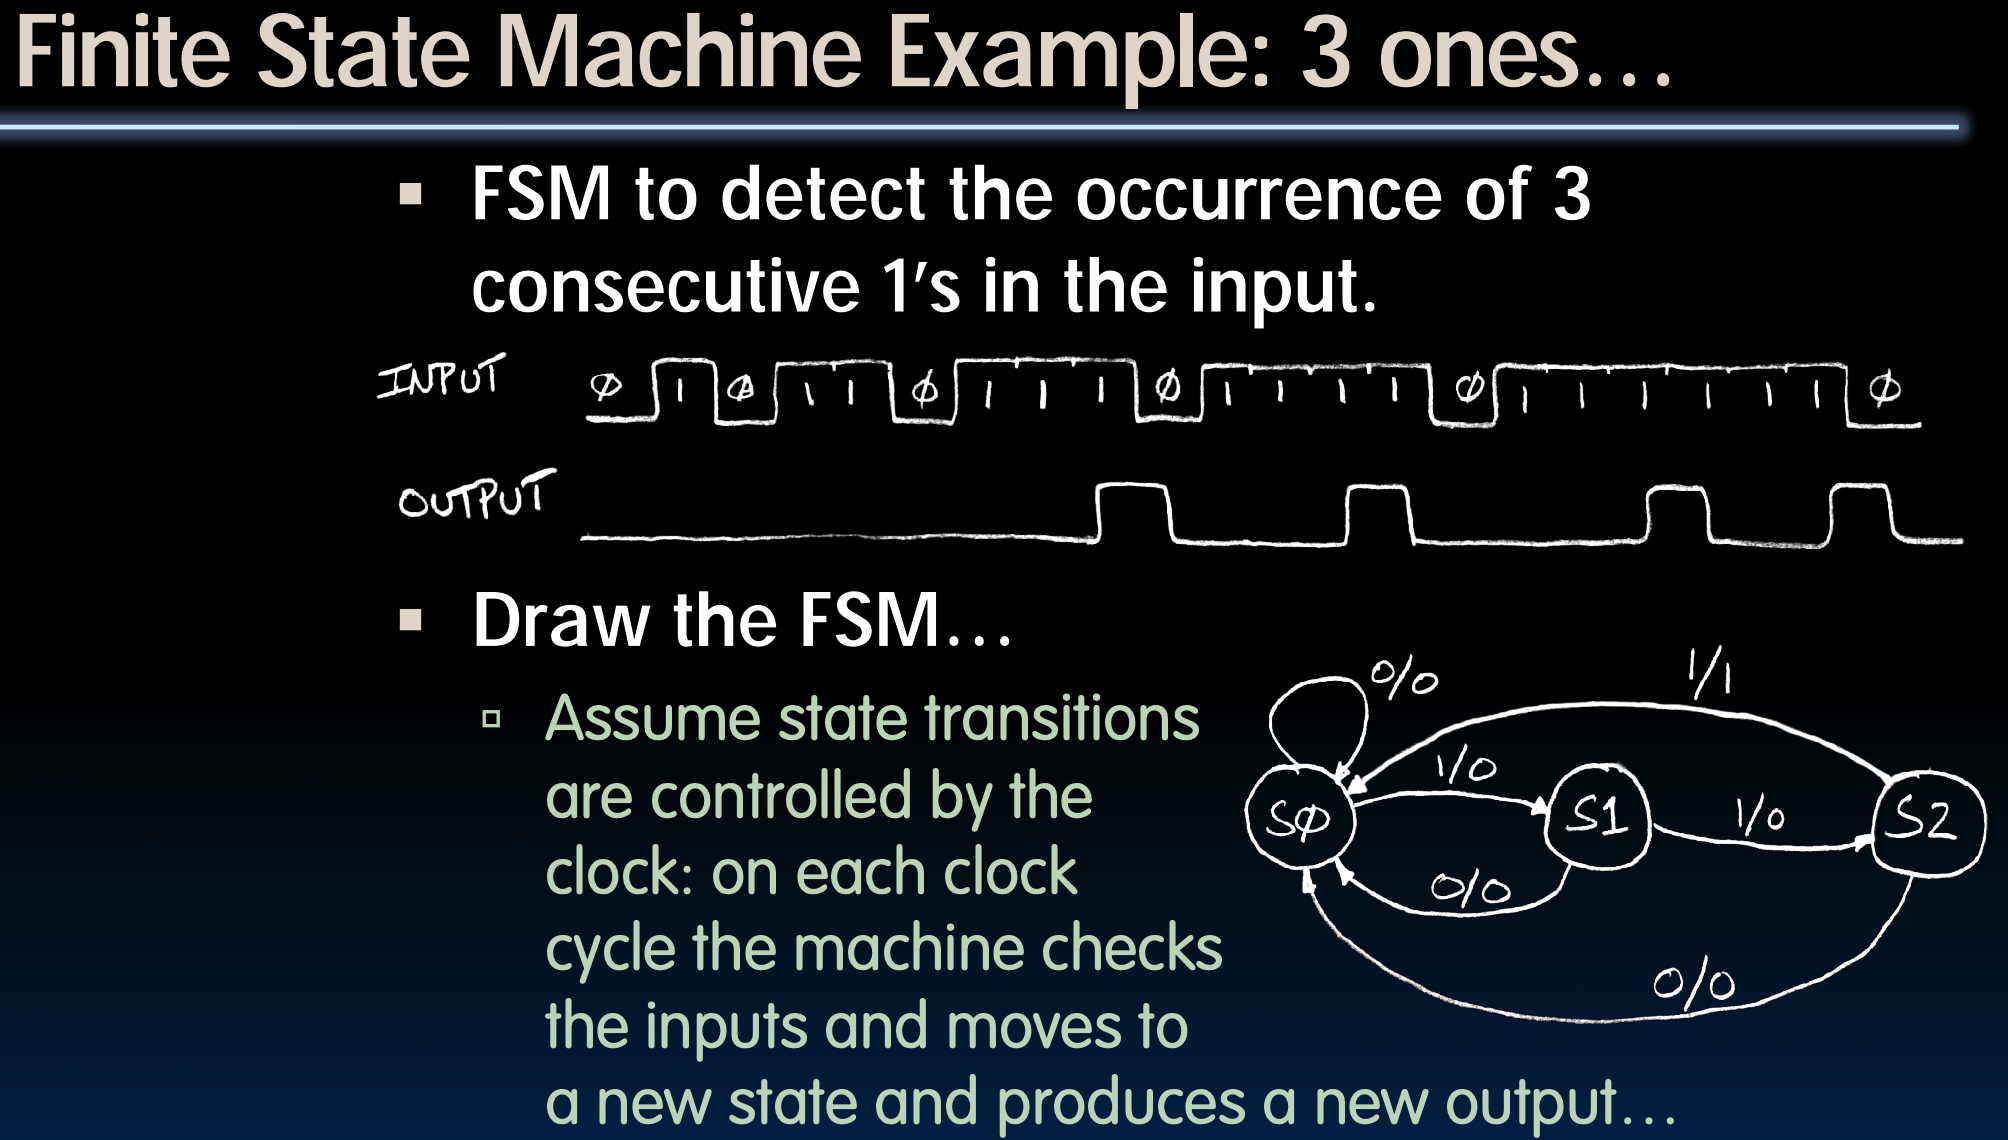 Finite State Machine Example: 3 ones…
▪ FSM to detect the occurrence of 3
consecutive 1's in the input.
INPUT Ø 1 Ø 1 1 Ø 1 1 1 Ø 1 1 1 1 Ø 1 1 1 1 1 1 Ø
OUTPUT
▪ Draw the FSM…
▫ Assume state transitions
are controlled by the
clock: on each clock
cycle the machine checks
the inputs and moves to
a new state and produces a new output…
0/0
1/1
1/0
SØ
S1
1/0
S2
0/0
0/0